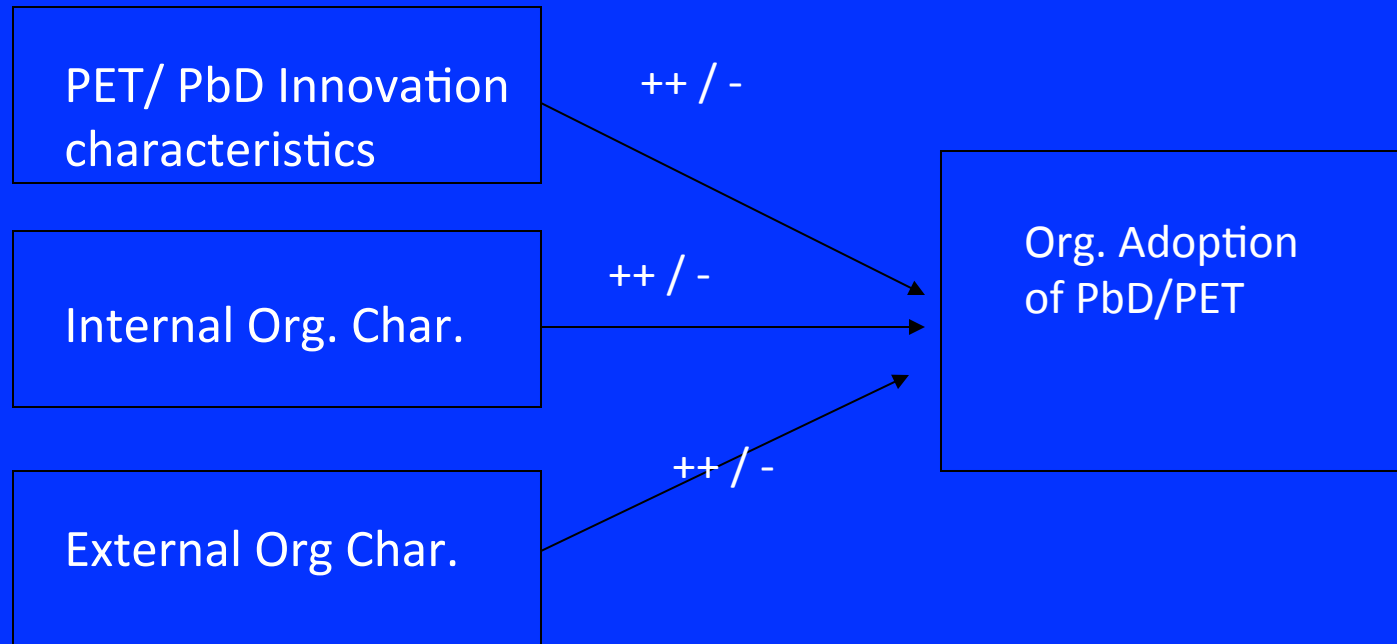 PET/ PbD Innovation
characteristics
++ / -
Internal Org. Char.
++ / -
External Org Char.
++ / -
Org. Adoption
of PbD/PET